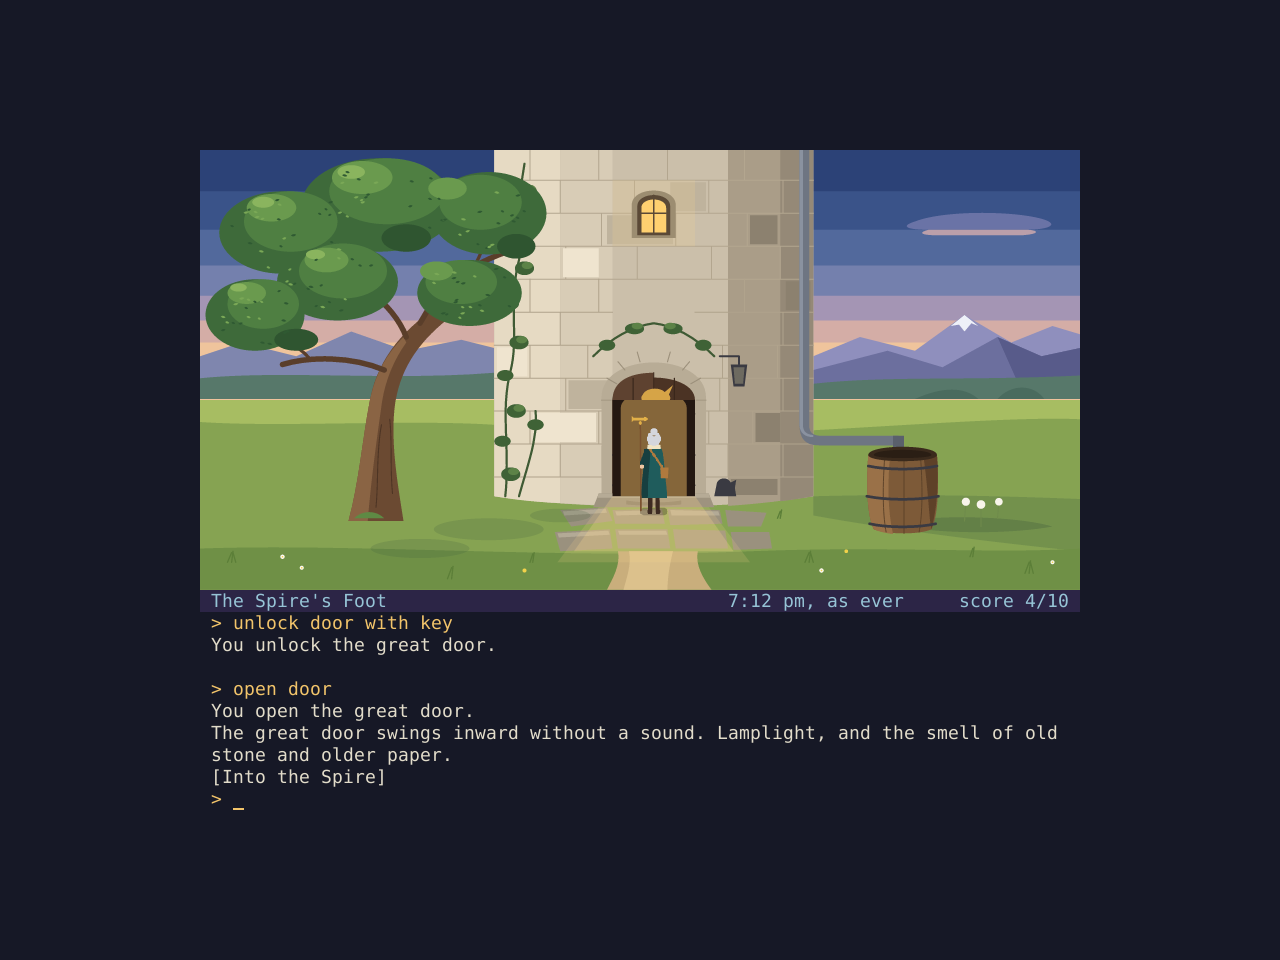 The Spire's Foot 7:12 pm, as ever score 4/10
> unlock door with key
You unlock the great door.
> open door
You open the great door.
The great door swings inward without a sound. Lamplight, and the smell of old
stone and older paper.
[Into the Spire]
> _